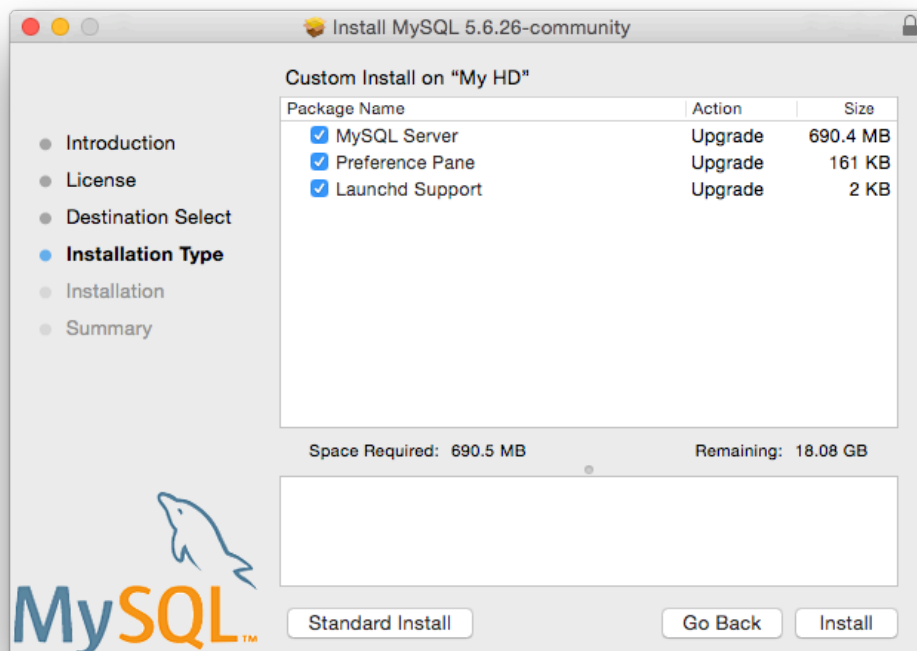 Install MySQL 5.6.26-community
Custom Install on “My HD”
Package Name Action Size
MySQL Server Upgrade 690.4 MB
Preference Pane Upgrade 161 KB
Launchd Support Upgrade 2 KB
Introduction
License
Destination Select
Installation Type
Installation
Summary
Space Required: 690.5 MB Remaining: 18.08 GB
MySQL™
Standard Install Go Back Install